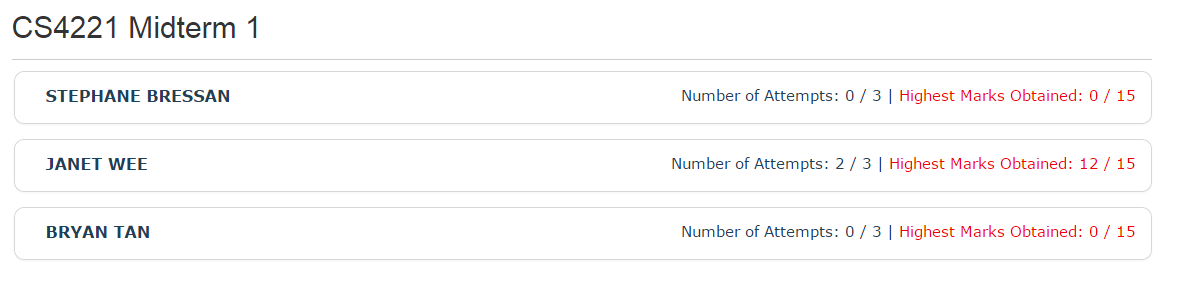 CS4221 Midterm 1
STEPHANE BRESSAN Number of Attempts: 0 / 3 | Highest Marks Obtained: 0 / 15
JANET WEE Number of Attempts: 2 / 3 | Highest Marks Obtained: 12 / 15
BRYAN TAN Number of Attempts: 0 / 3 | Highest Marks Obtained: 0 / 15